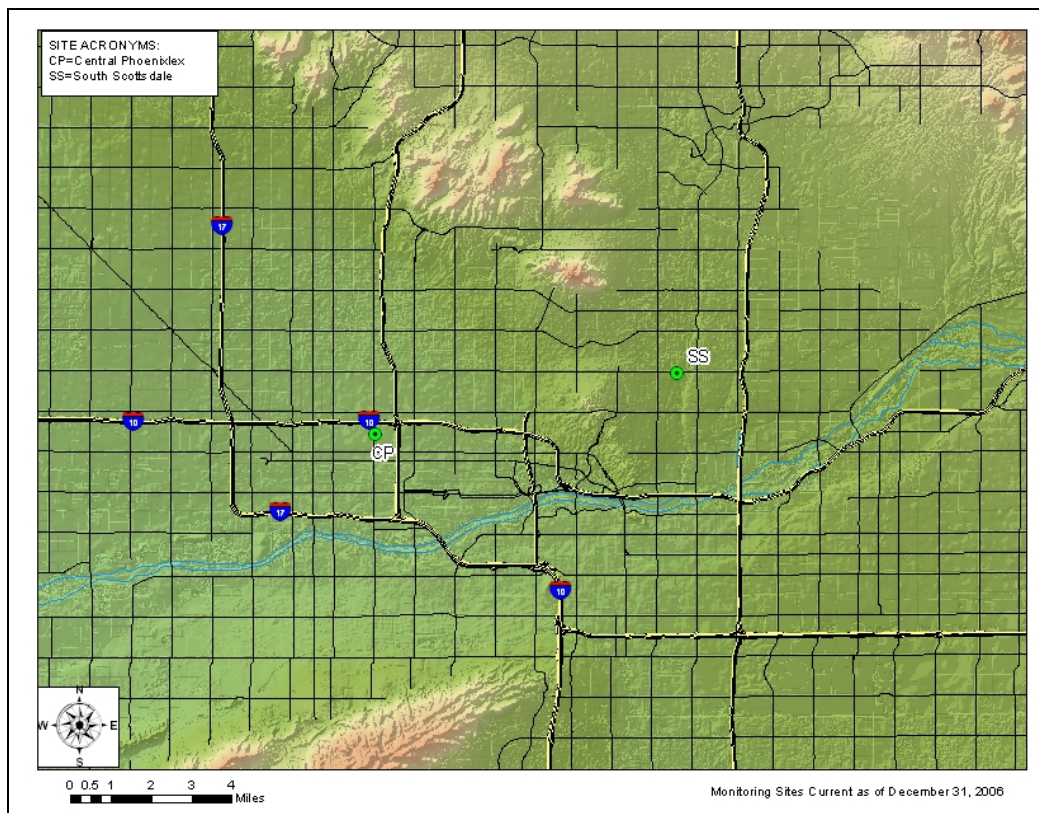 SITE ACRONYMS:
CP=Central Phoenixlex
SS=South Scottsdale
17
SS
10
10
CP
17
10
N
W E
S
0 0.5 1 2 3 4
Miles
Monitoring Sites Current as of December 31, 2006